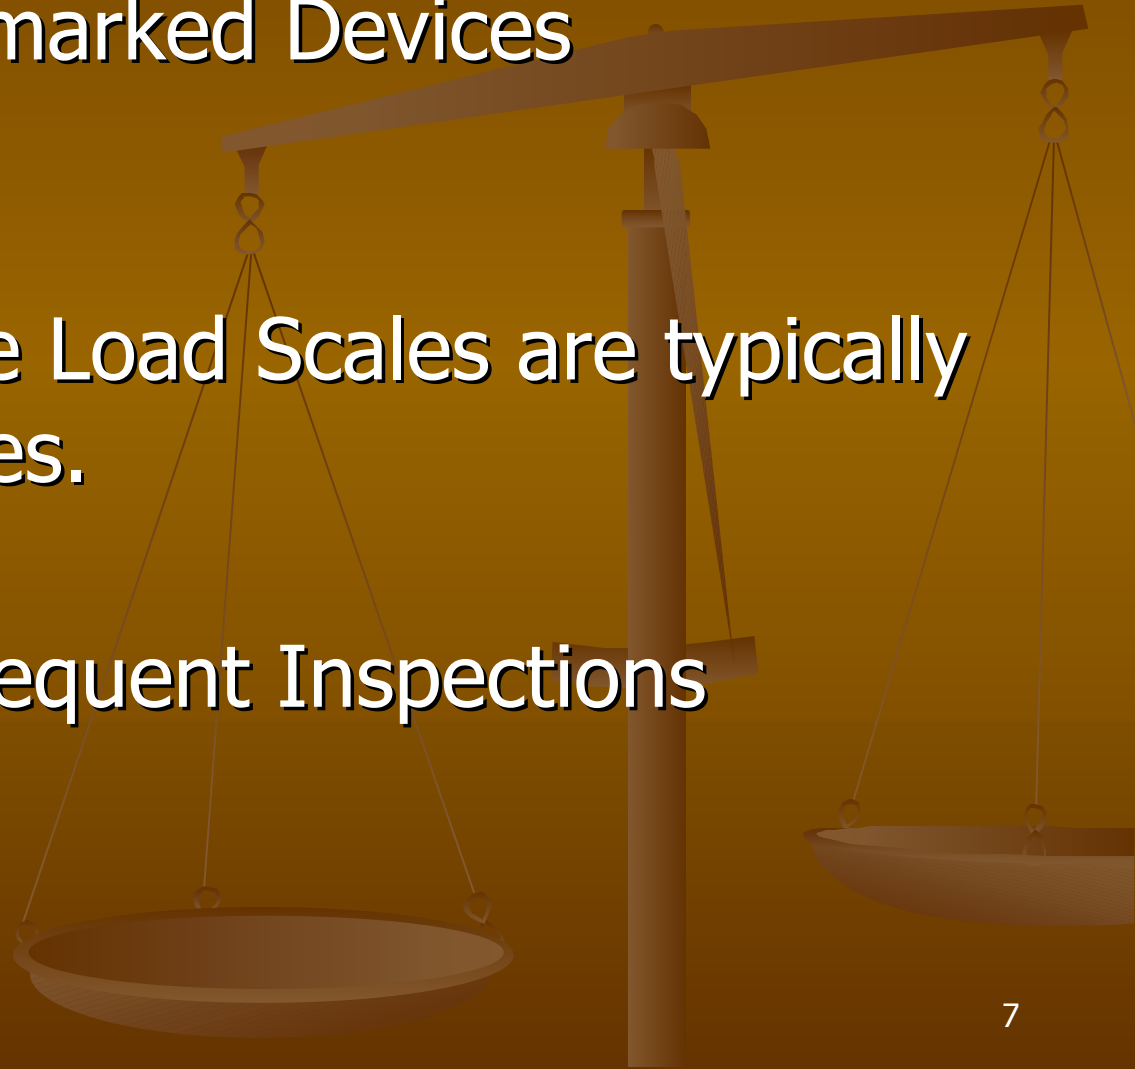 marked Devices
e Load Scales are typically
es.
equent Inspections
7